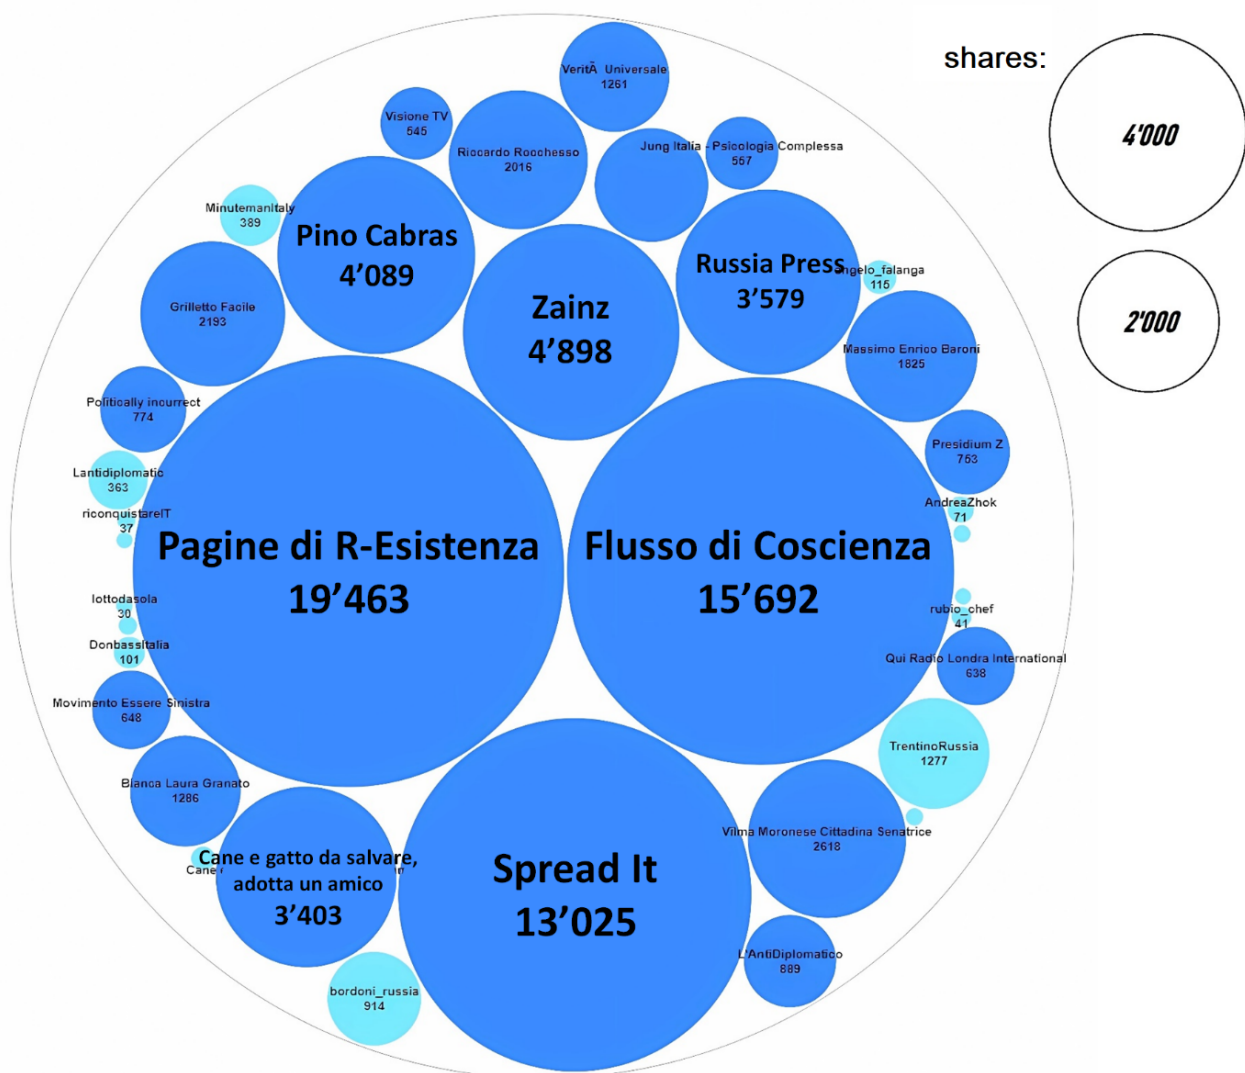 shares:
4'000
2'000
VeritÃ Universale
1261
Visione TV
545
Riccardo Rocchesso
2016
Jung Italia - Psicologia Complessa
557
MinutemanItaly
389
Pino Cabras
4'089
Russia Press
3'579
angelo_falanga
115
Grilletto Facile
2193
Zainz
4'898
Massimo Enrico Baroni
1825
Politically incurrect
774
Presidium Z
753
Lantidiplomatic
363
AndreaZhok
71
riconquistareIT
37
Pagine di R-Esistenza
19'463
Flusso di Coscienza
15'692
lottodasola
30
rubio_chef
41
DonbassItalia
101
Qui Radio Londra International
638
Movimento Essere Sinistra
648
TrentinoRussia
1277
Bianca Laura Granato
1286
Vilma Moronese Cittadina Senatrice
2618
Cane e gatto da salvare,
adotta un amico
3'403
Spread It
13'025
L'AntiDiplomatico
889
bordoni_russia
914